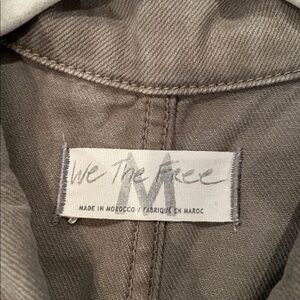 We The Free
M
MADE IN MOROCCO / FABRIQUÉ EN MAROC